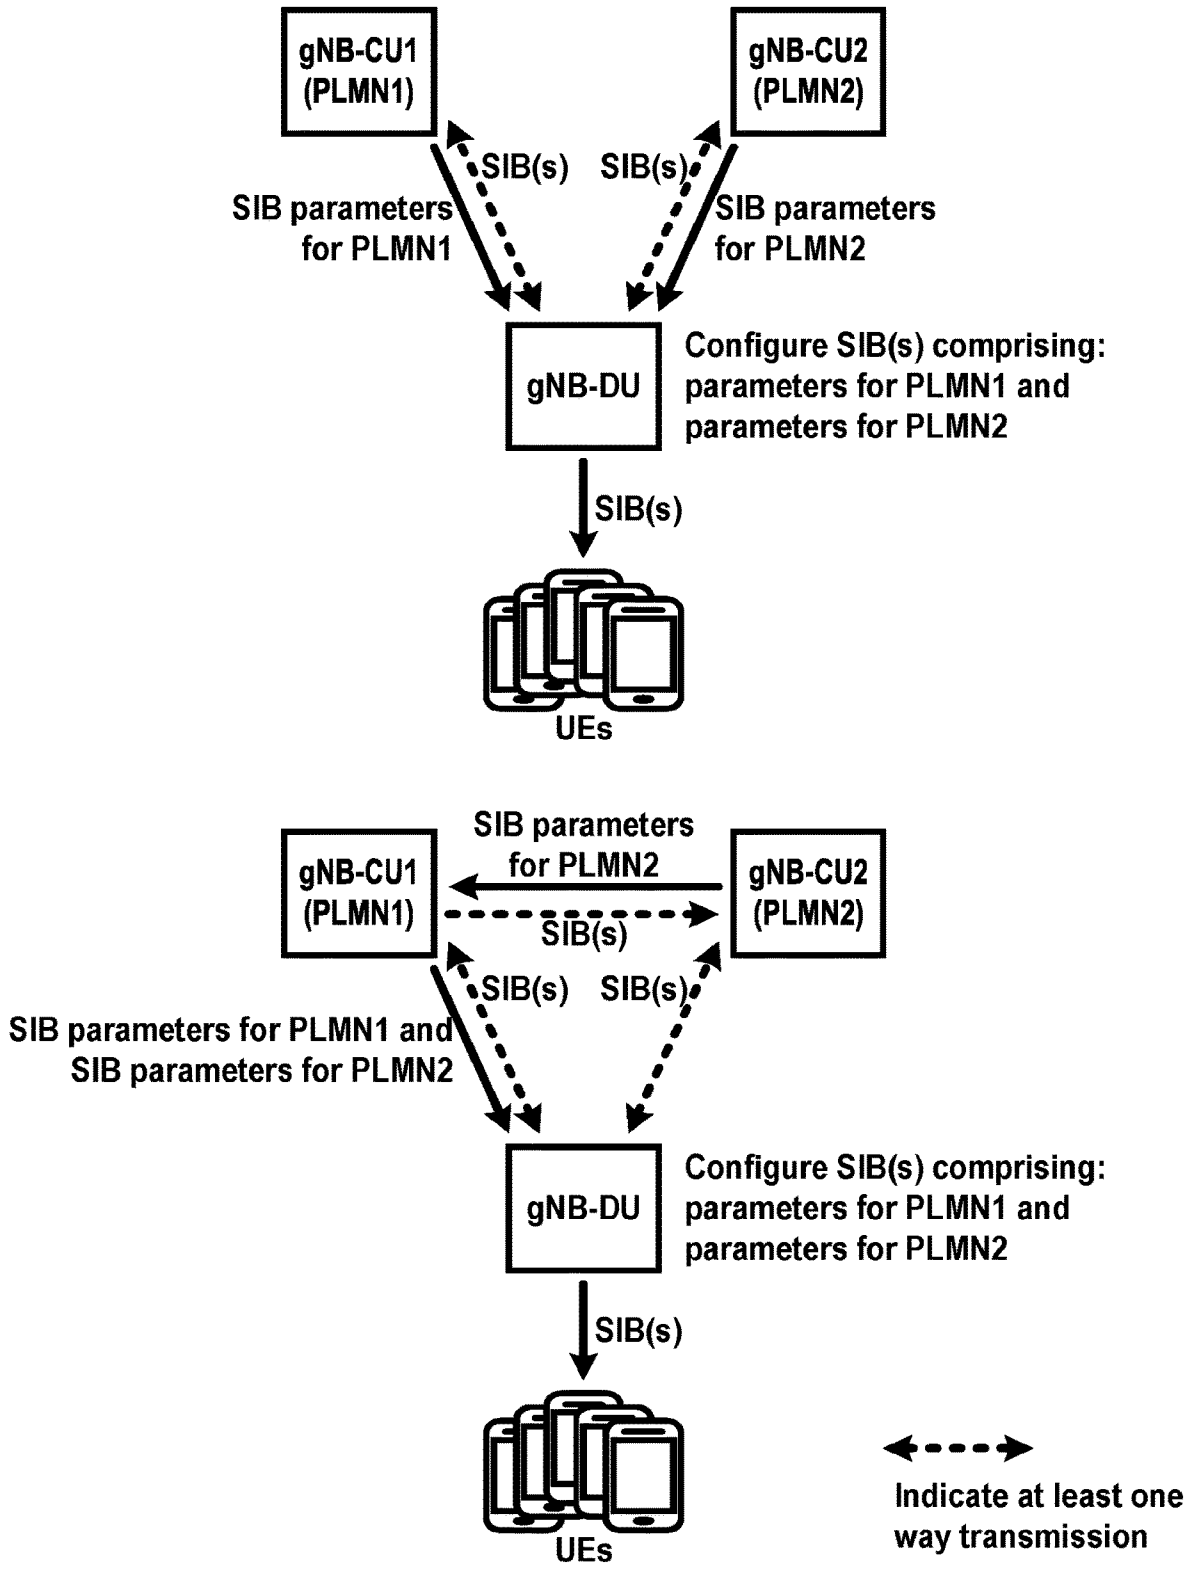 gNB-CU1
(PLMN1)
gNB-CU2
(PLMN2)
SIB(s)
SIB(s)
SIB parameters
for PLMN1
SIB parameters
for PLMN2
gNB-DU
Configure SIB(s) comprising:
parameters for PLMN1 and
parameters for PLMN2
SIB(s)
UEs
SIB parameters
for PLMN2
gNB-CU1
(PLMN1)
gNB-CU2
(PLMN2)
SIB(s)
SIB(s)
SIB(s)
SIB parameters for PLMN1 and
SIB parameters for PLMN2
gNB-DU
Configure SIB(s) comprising:
parameters for PLMN1 and
parameters for PLMN2
SIB(s)
UEs
Indicate at least one
way transmission